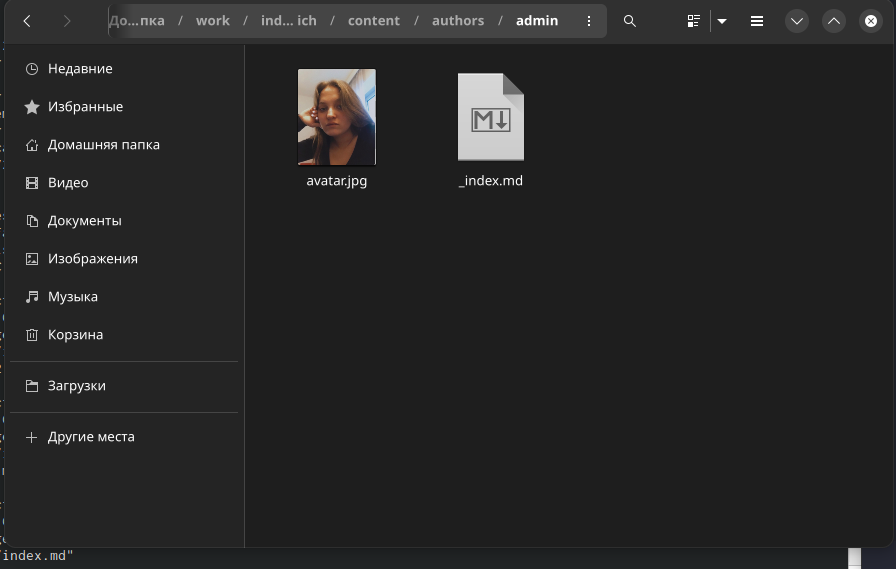 До…пка / work / ind… ich / content / authors / admin
Недавние
Избранные
Домашняя папка
Видео
Документы
Изображения
Музыка
Корзина
Загрузки
Другие места
avatar.jpg
_index.md
M
index.md"